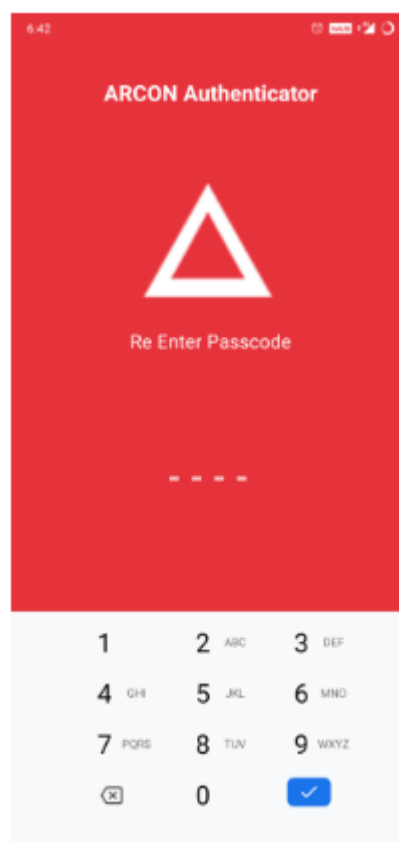 6:42
ARCON Authenticator
Re Enter Passcode
1
2 ABC
3 DEF
4 GHI
5 JKL
6 MNO
7 PQRS
8 TUV
9 WXYZ
0